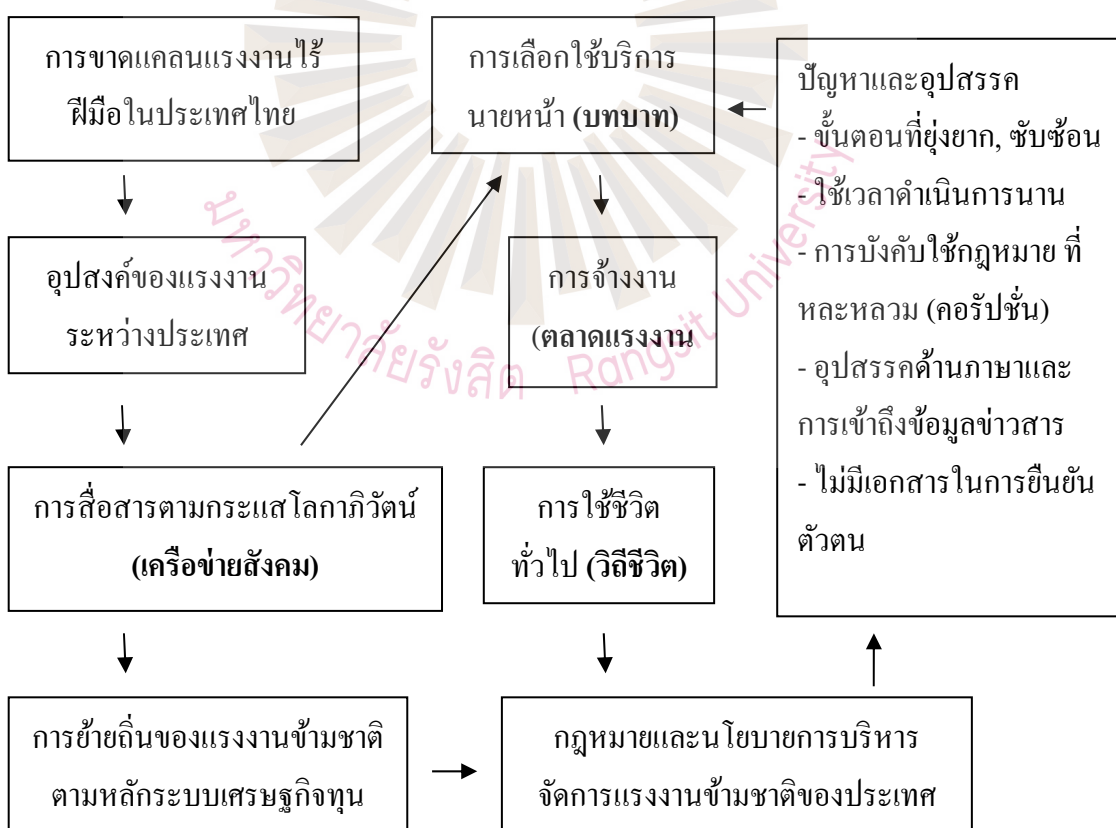 การขาดแคลนแรงงานไร้
ฝีมือในประเทศไทย
อุปสงค์ของแรงงาน
ระหว่างประเทศ
การสื่อสารตามกระแสโลกาภิวัตน์
(เครือข่ายสังคม)
การย้ายถิ่นของแรงงานข้ามชาติ
ตามหลักระบบเศรษฐกิจทุน
การเลือกใช้บริการ
นายหน้า (บทบาท)
การจ้างงาน
(ตลาดแรงงาน
การใช้ชีวิต
ทั่วไป (วิถีชีวิต)
กฎหมายและนโยบายการบริหาร
จัดการแรงงานข้ามชาติของประเทศ
ปัญหาและอุปสรรค
- ขั้นตอนที่ยุ่งยาก, ซับซ้อน
- ใช้เวลาดำเนินการนาน
- การบังคับใช้กฎหมาย ที่
หละหลวม (คอรัปชั่น)
- อุปสรรคด้านภาษาและ
การเข้าถึงข้อมูลข่าวสาร
- ไม่มีเอกสารในการยืนยัน
ตัวตน
มหาวิทยาลัยรังสิต Rangsit University